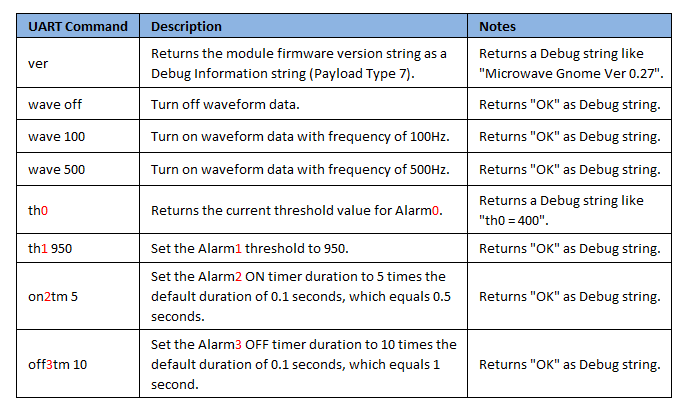 UART Command Description Notes
ver
Returns the module firmware version string as a
Debug Information string (Payload Type 7).
Returns a Debug string like
"Microwave Gnome Ver 0.27".
wave off Turn off waveform data. Returns "OK" as Debug string.
wave 100 Turn on waveform data with frequency of 100Hz. Returns "OK" as Debug string.
wave 500 Turn on waveform data with frequency of 500Hz. Returns "OK" as Debug string.
th0 Returns the current threshold value for Alarm0.
Returns a Debug string like
"th0 = 400".
th1 950 Set the Alarm1 threshold to 950. Returns "OK" as Debug string.
on2tm 5
Set the Alarm2 ON timer duration to 5 times the
default duration of 0.1 seconds, which equals 0.5
seconds.
Returns "OK" as Debug string.
off3tm 10
Set the Alarm3 OFF timer duration to 10 times the
default duration of 0.1 seconds, which equals 1
second.
Returns "OK" as Debug string.